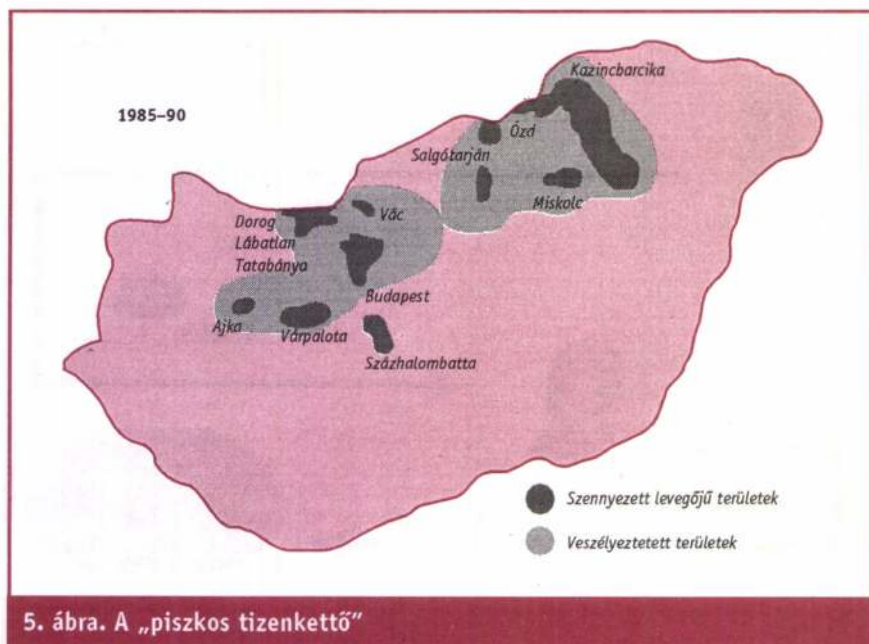 1985–90
Kazincbarcika
Ózd
Salgótarján
Miskolc
Vác
Dorog
Lábatlan
Tatabánya
Budapest
Ajka
Várpalota
Százhalombatta
Szennyezett levegőjű területek
Veszélyeztetett területek
5. ábra. A „piszkos tizenkettő”